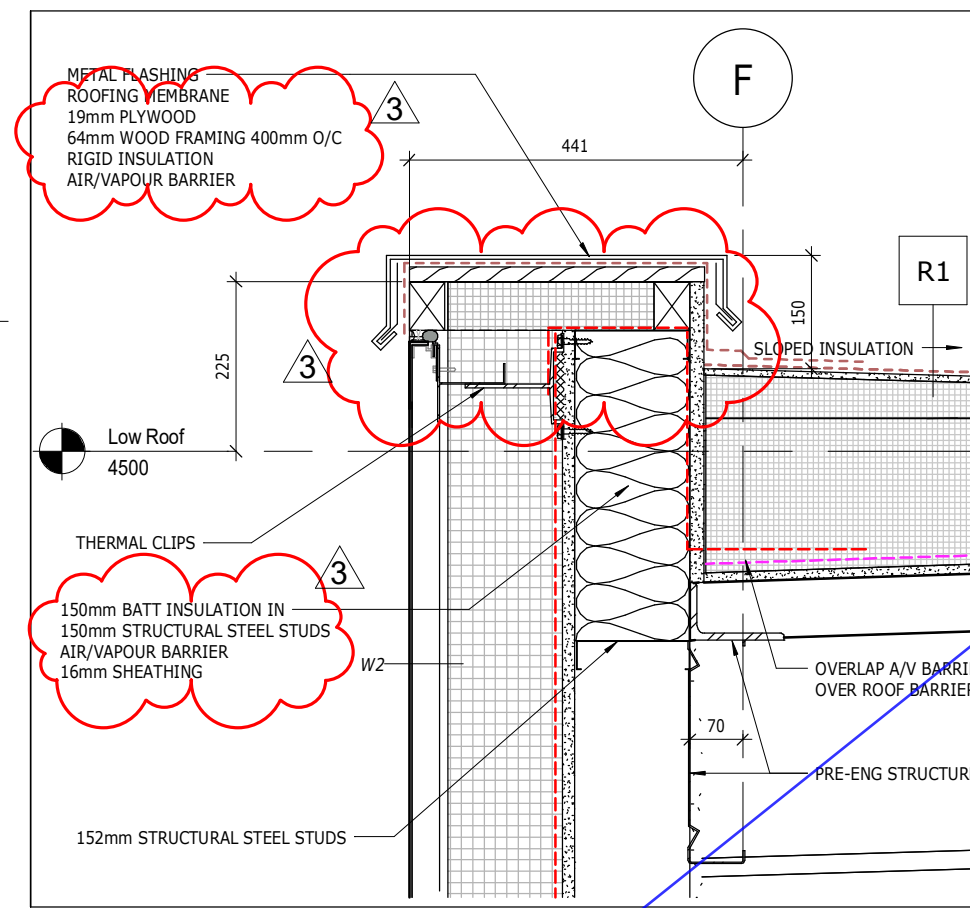 METAL FLASHING
ROOFING MEMBRANE
19mm PLYWOOD
64mm WOOD FRAMING 400mm O/C
RIGID INSULATION
AIR/VAPOUR BARRIER
3
F
441
R1
150
SLOPED INSULATION
225
3
Low Roof
4500
THERMAL CLIPS
3
150mm BATT INSULATION IN
150mm STRUCTURAL STEEL STUDS
AIR/VAPOUR BARRIER
16mm SHEATHING
W2
OVERLAP A/V BARRI
OVER ROOF BARRIER
70
PRE-ENG STRUCTUR
152mm STRUCTURAL STEEL STUDS